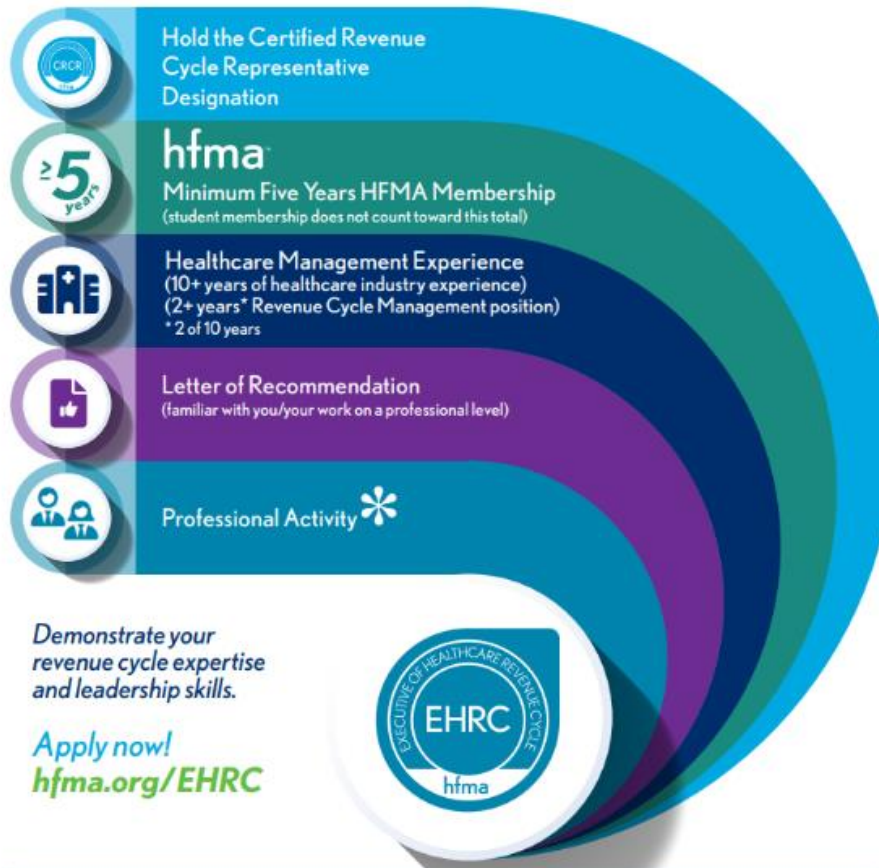 CRCR
hfma
Hold the Certified Revenue
Cycle Representative
Designation
≥5
years
hfma
Minimum Five Years HFMA Membership
(student membership does not count toward this total)
Healthcare Management Experience
(10+ years of healthcare industry experience)
(2+ years* Revenue Cycle Management position)
* 2 of 10 years
Letter of Recommendation
(familiar with you/your work on a professional level)
Professional Activity*
Demonstrate your
revenue cycle expertise
and leadership skills.
Apply now!
hfma.org/EHRC
EXECUTIVE OF HEALTHCARE REVENUE CYCLE
EHRC
hfma